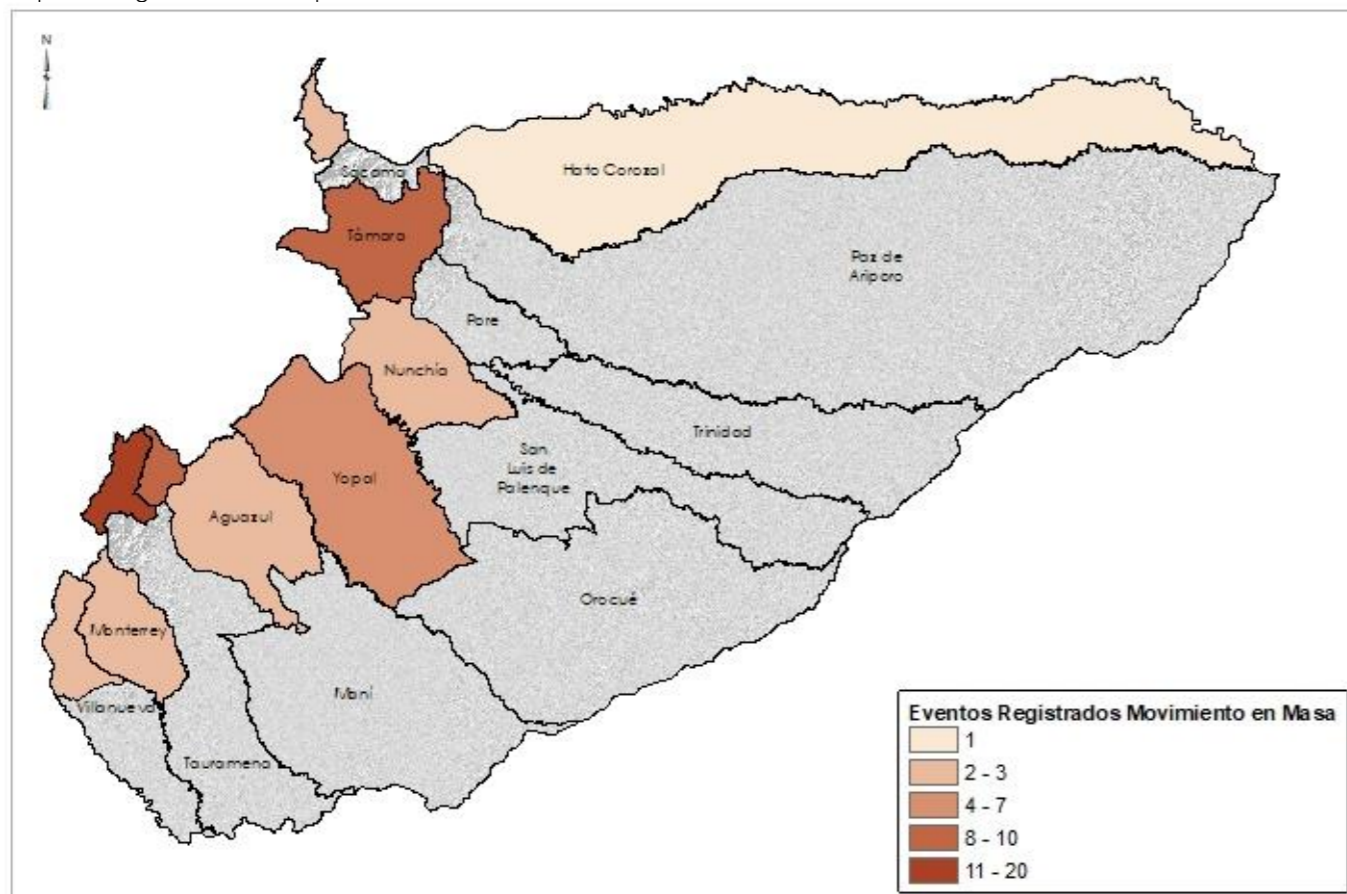 N
Sácama
Hato Corozal
Támara
Paz de
Ariporo
Pore
Nunchía
Trinidad
San
Luis de
Palenque
Yopal
Aguazul
Orocué
Monterrey
Maní
Villanueva
Tauramena
Eventos Registrados Movimiento en Masa
1
2 - 3
4 - 7
8 - 10
11 - 20